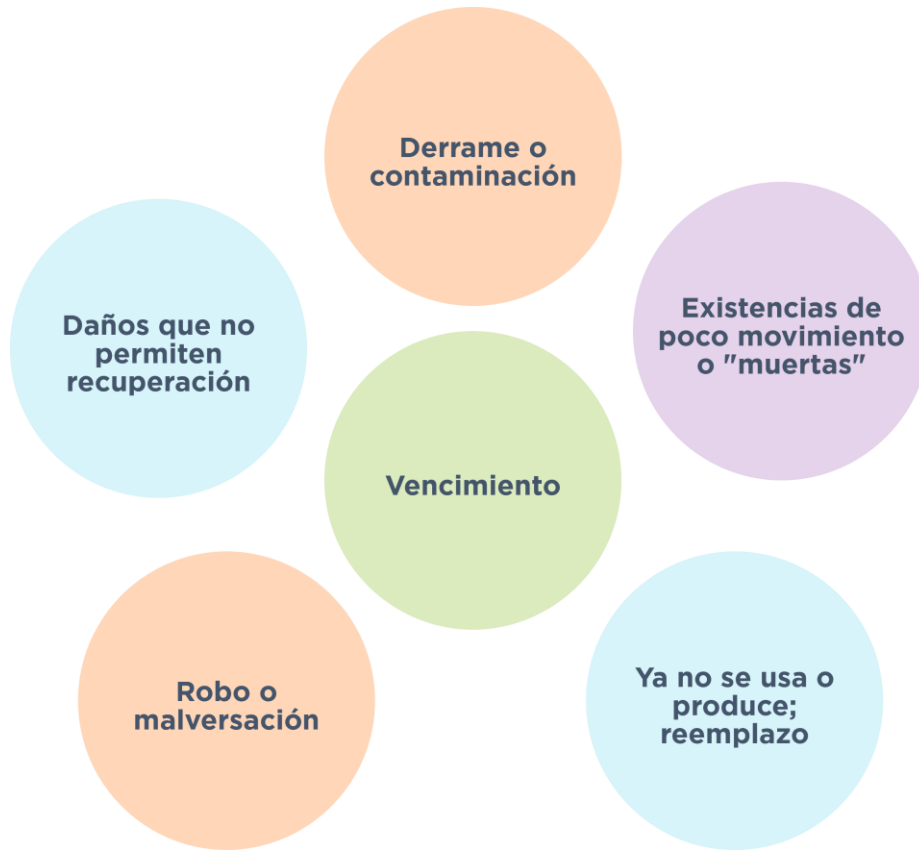 Derrame o
contaminación
Existencias de
poco movimiento
o "muertas"
Daños que no
permiten
recuperación
Vencimiento
Robo o
malversación
Ya no se usa o
produce;
reemplazo